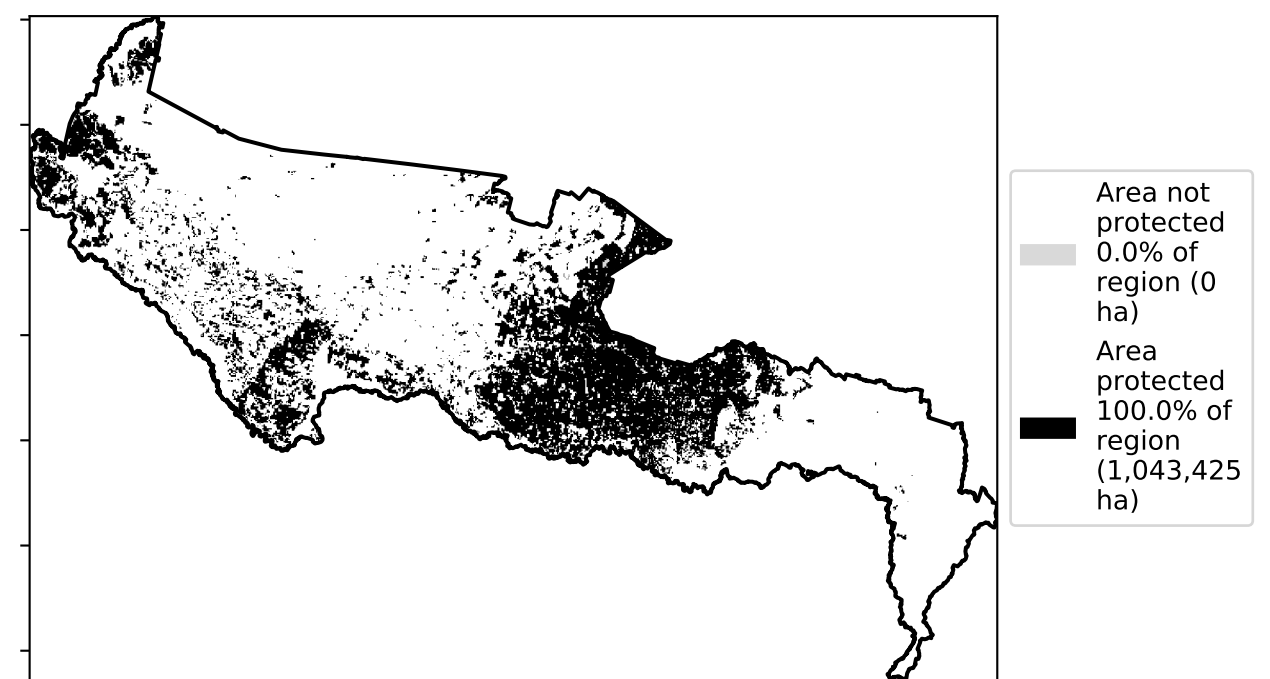 Area not
protected
0.0% of
region (0
ha)
Area
protected
100.0% of
region
(1,043,425
ha)